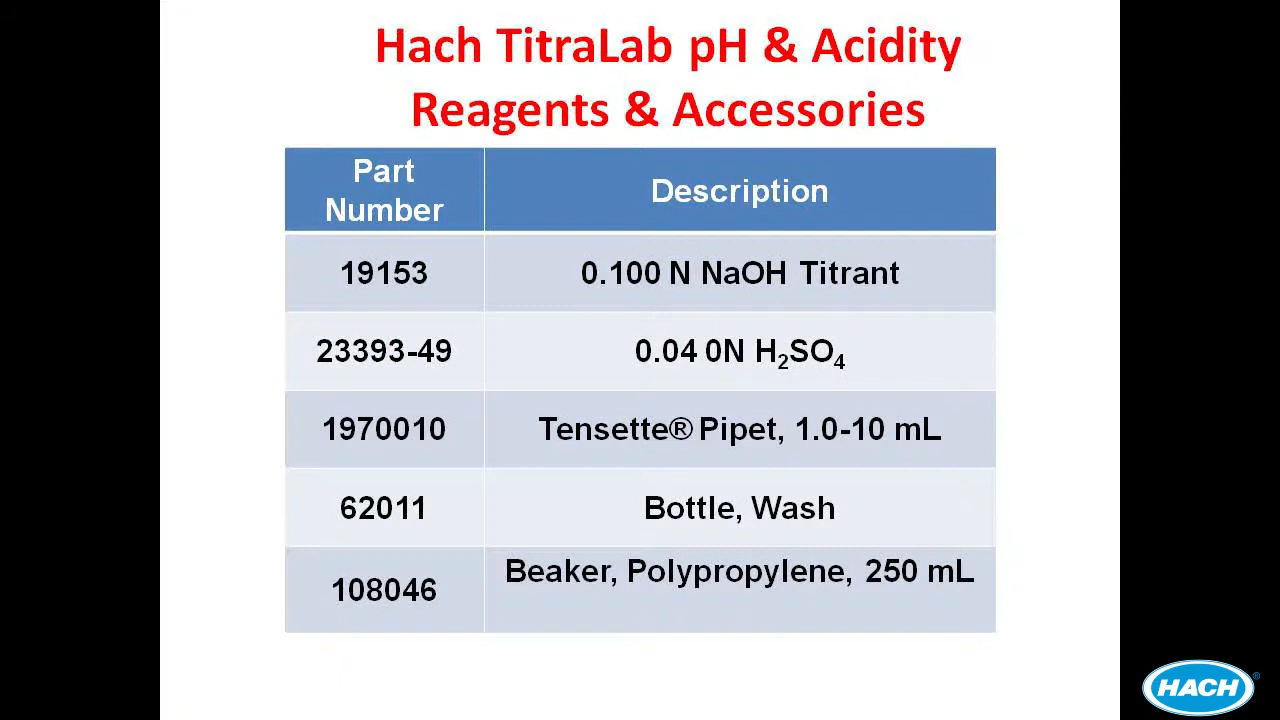 Hach TitraLab pH & Acidity
Reagents & Accessories
Part
Number
Description
19153
0.100 N NaOH Titrant
23393-49
0.04 0N H₂SO₄
1970010
Tensette® Pipet, 1.0-10 mL
62011
Bottle, Wash
108046
Beaker, Polypropylene, 250 mL
HACH®